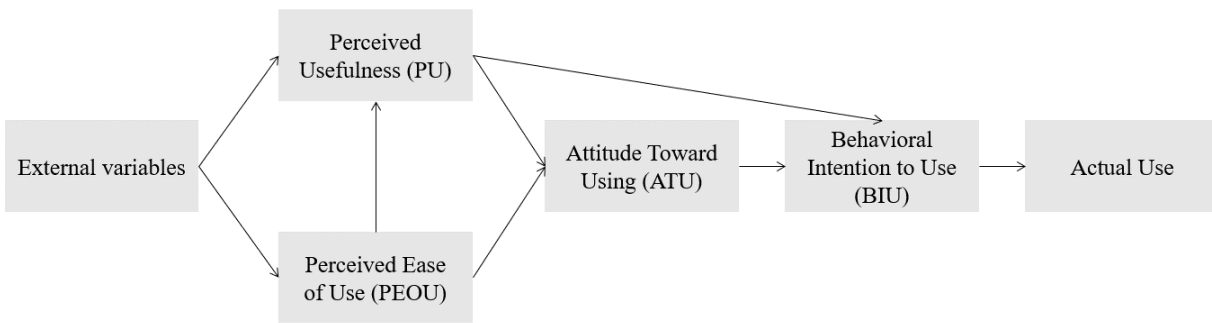 Perceived
Usefulness (PU)
External variables
Perceived Ease
of Use (PEOU)
Attitude Toward
Using (ATU)
Behavioral
Intention to Use
(BIU)
Actual Use